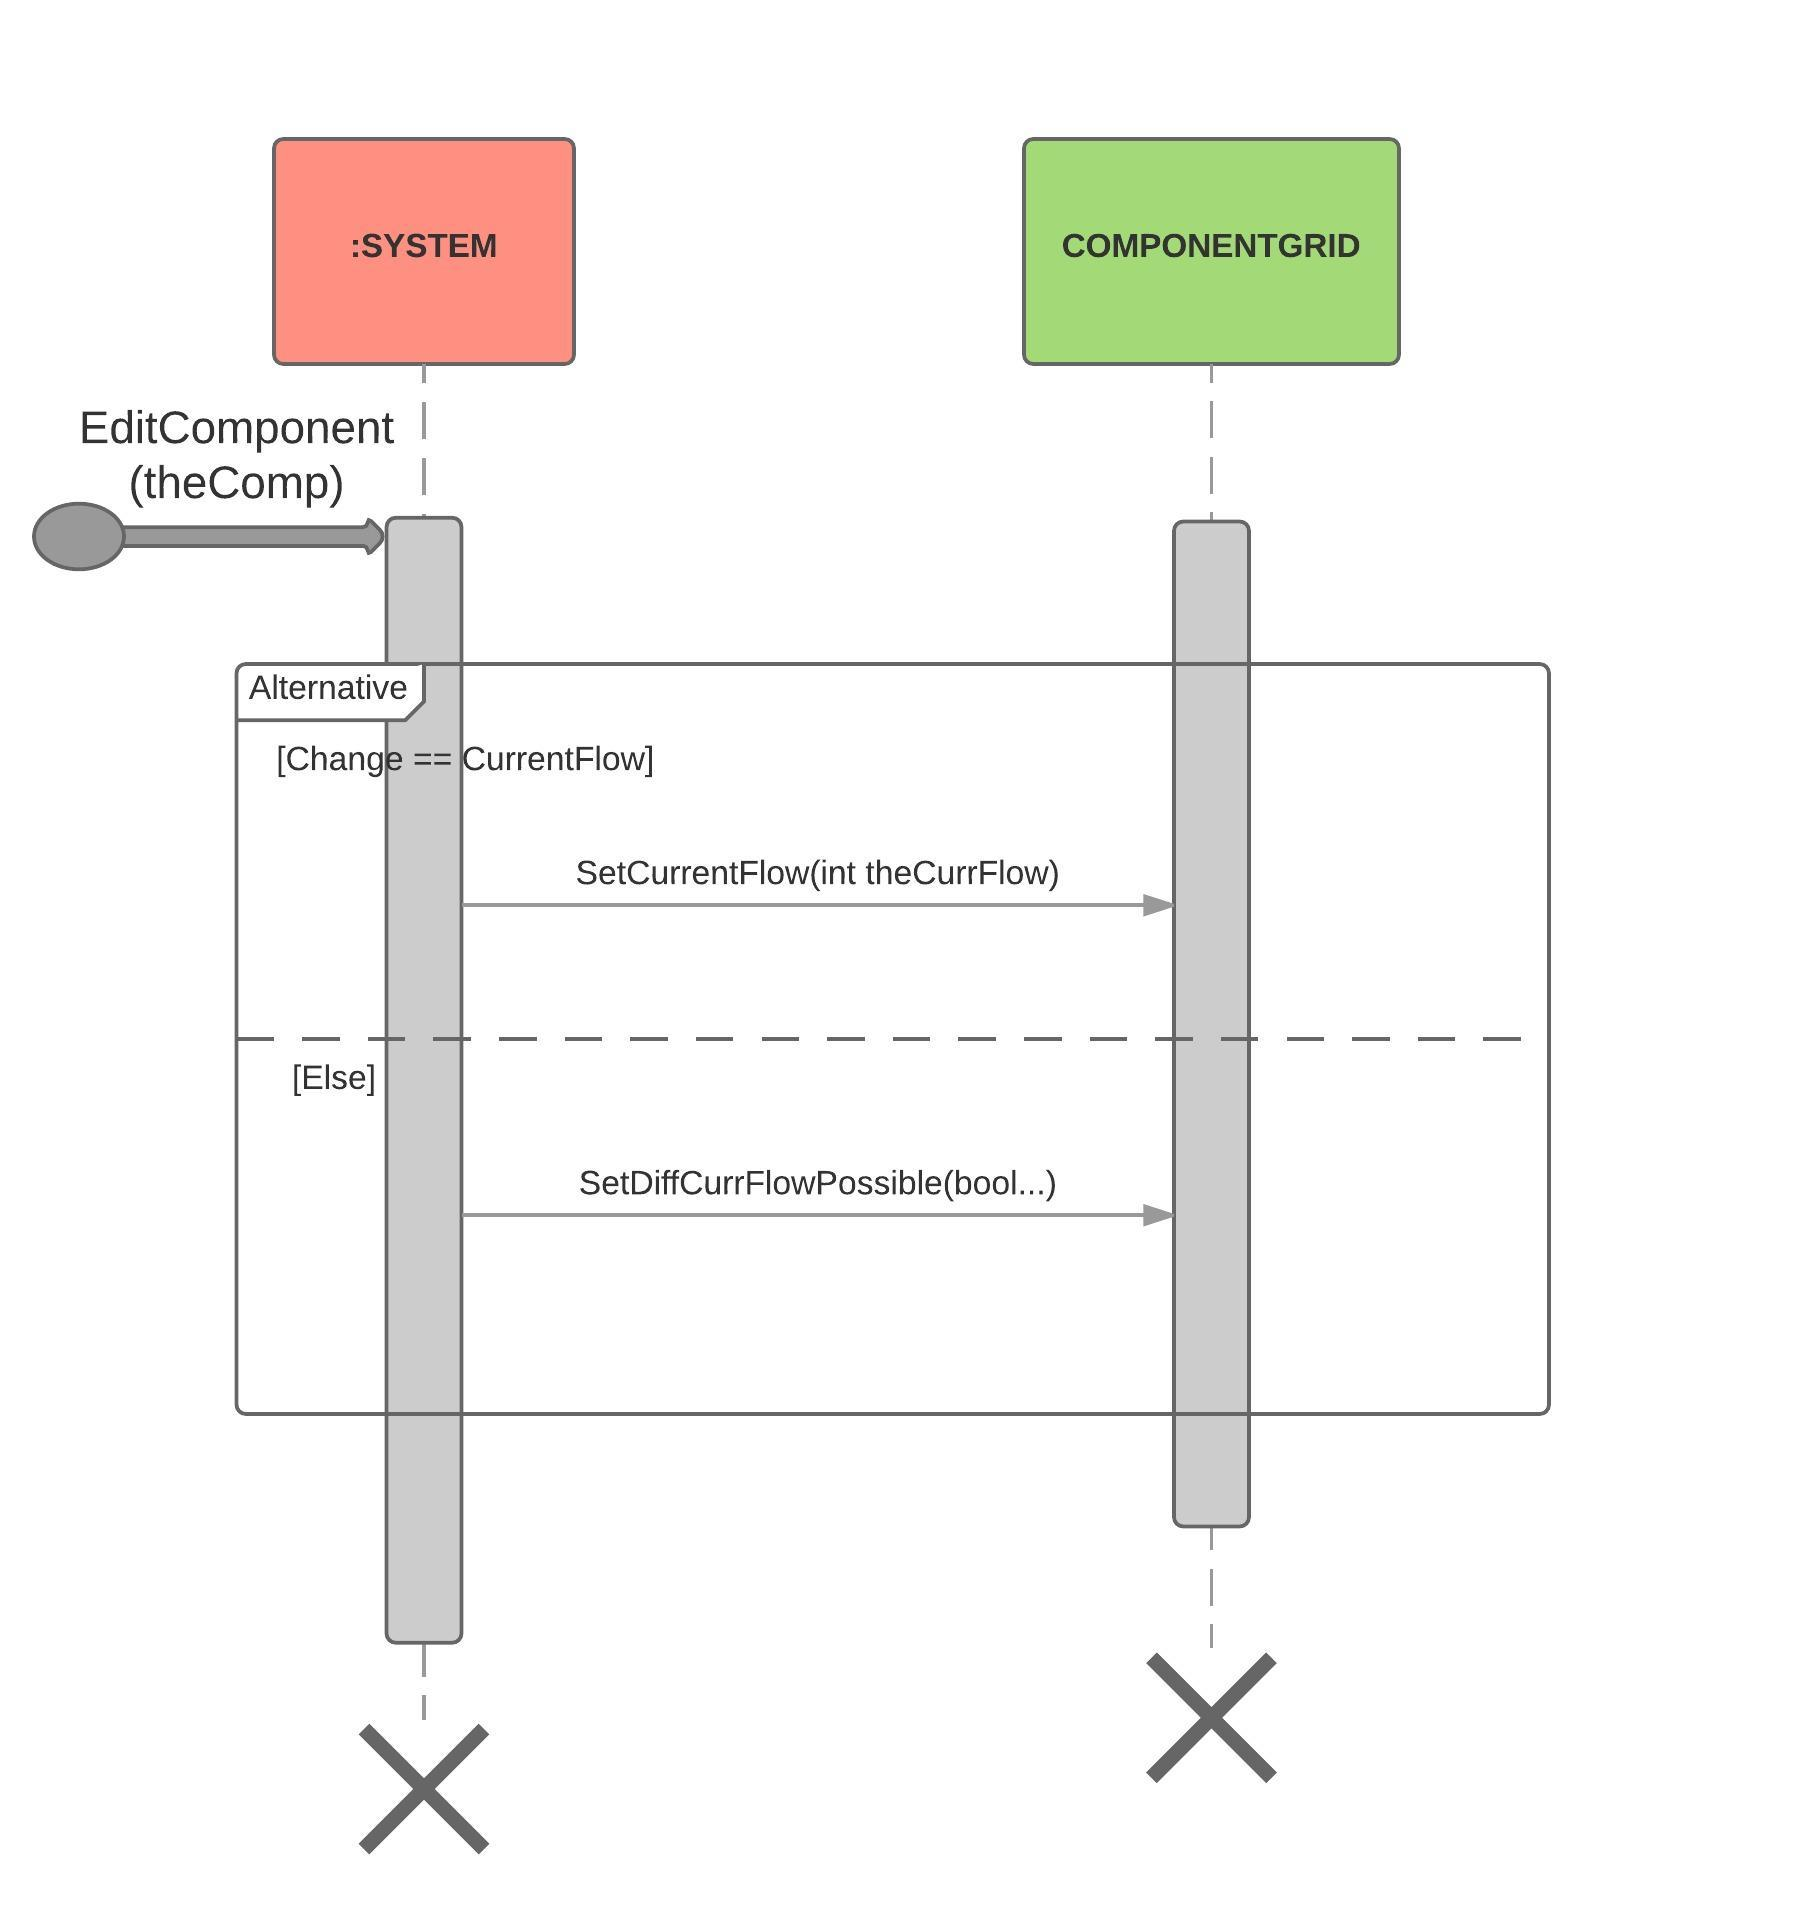 :SYSTEM
COMPONENTGRID
EditComponent
(theComp)
Alternative
[Change == CurrentFlow]
SetCurrentFlow(int theCurrFlow)
[Else]
SetDiffCurrFlowPossible(bool...)